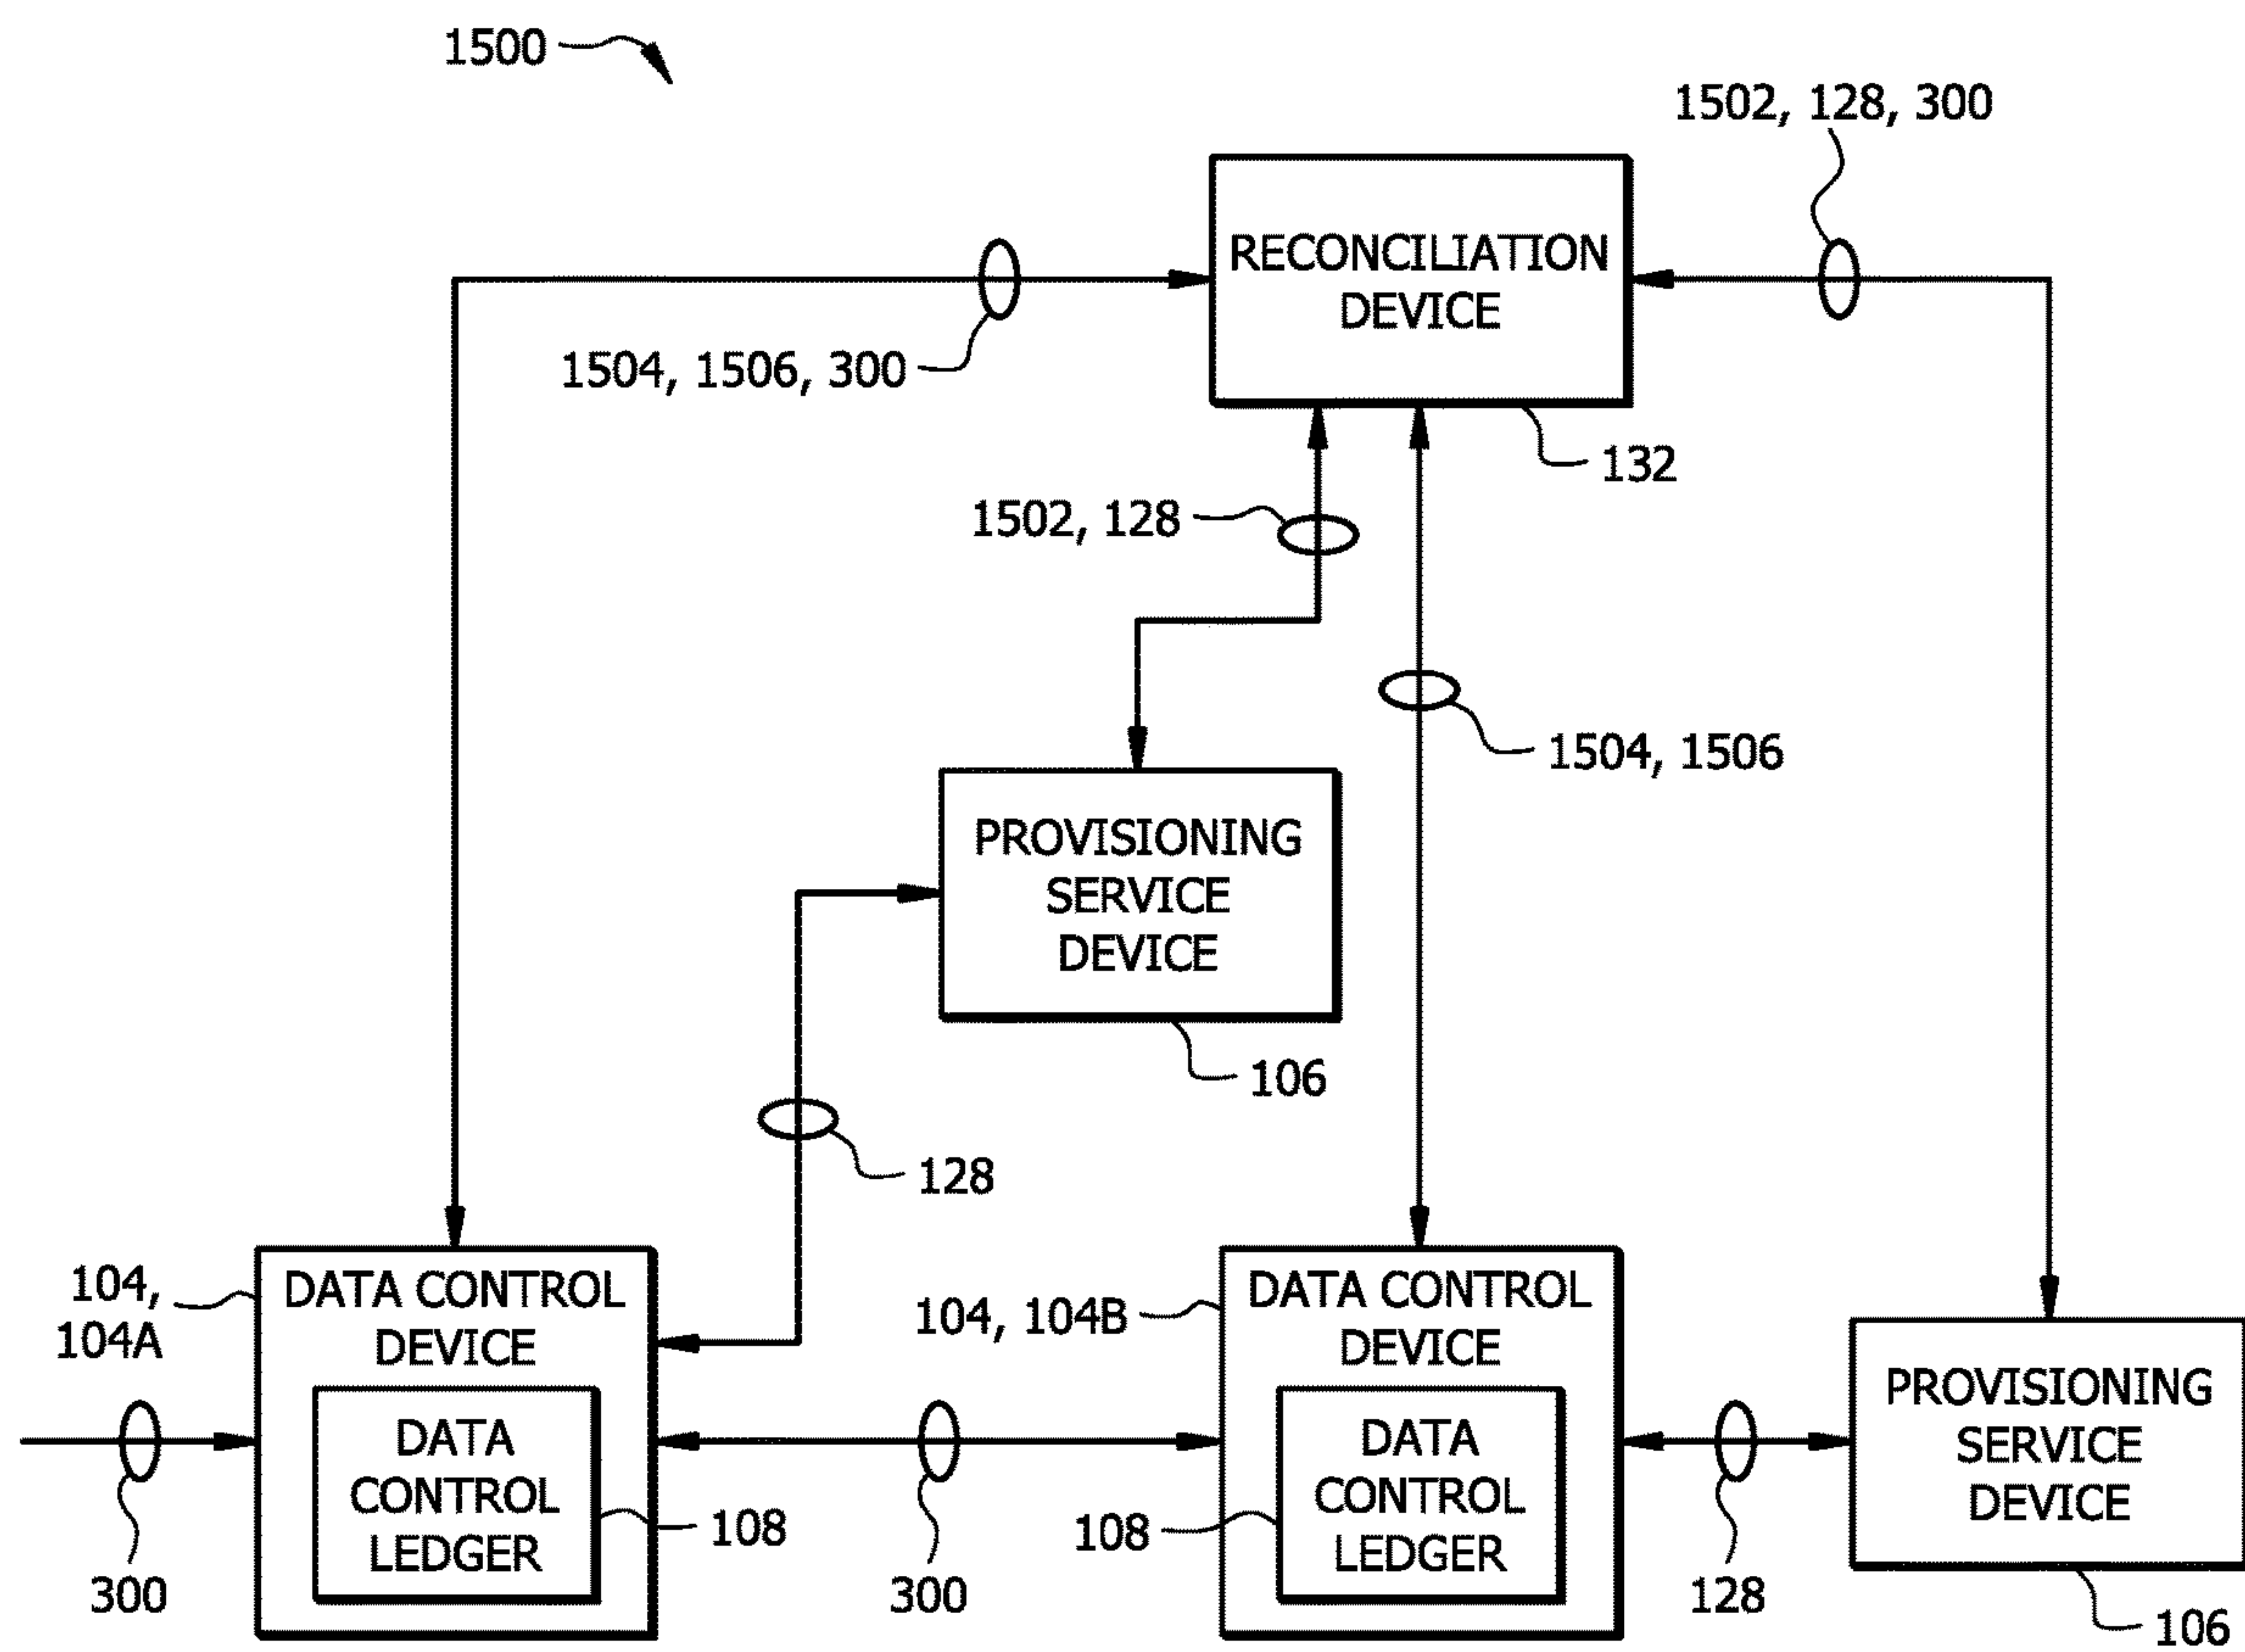 1500
1502, 128, 300
RECONCILIATION
DEVICE
1504, 1506, 300
132
1502, 128
1504, 1506
PROVISIONING
SERVICE
DEVICE
106
128
104,
104A
DATA CONTROL
DEVICE
DATA
CONTROL
LEDGER
108
300
300
104, 104B
DATA CONTROL
DEVICE
DATA
CONTROL
LEDGER
108
128
PROVISIONING
SERVICE
DEVICE
106